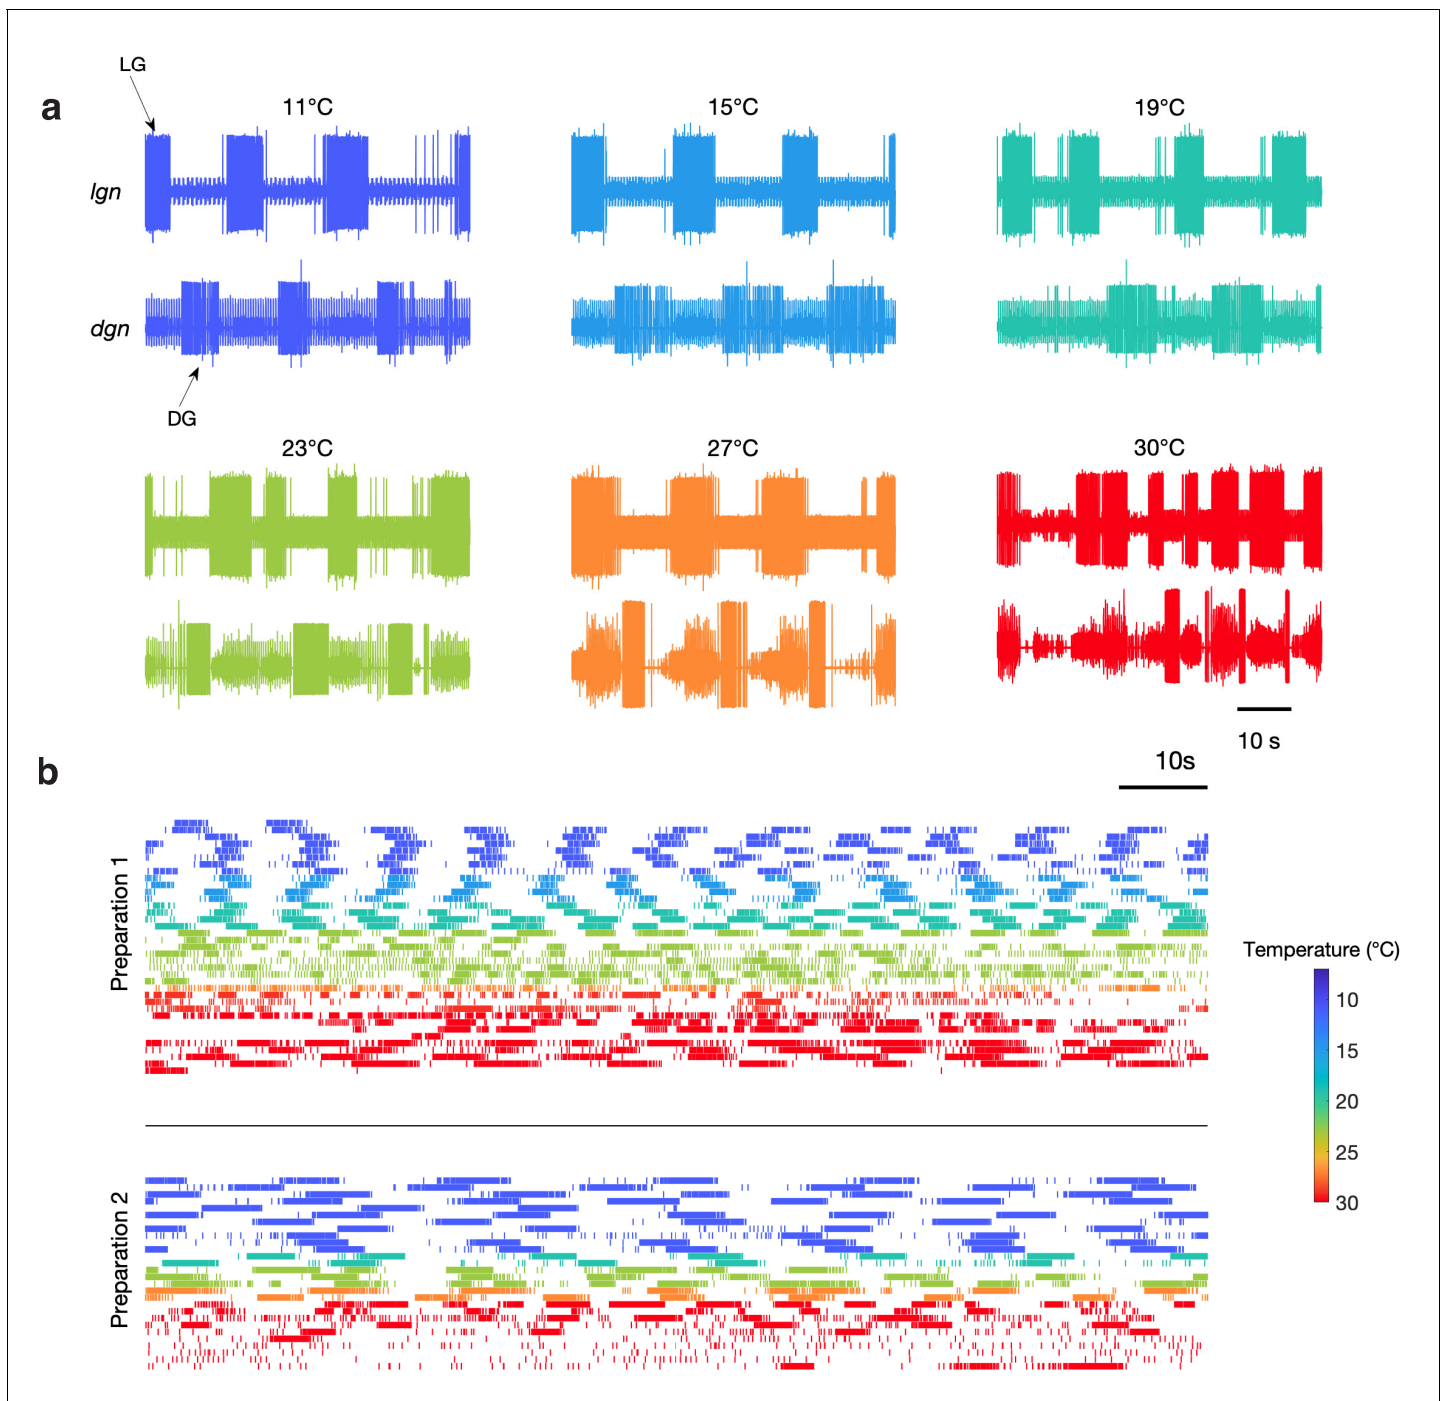 LG
a
11°C
15°C
19°C
lgn
dgn
DG
23°C
27°C
30°C
10 s
b
10s
Preparation 1
Temperature (°C)
10
15
20
25
30
Preparation 2